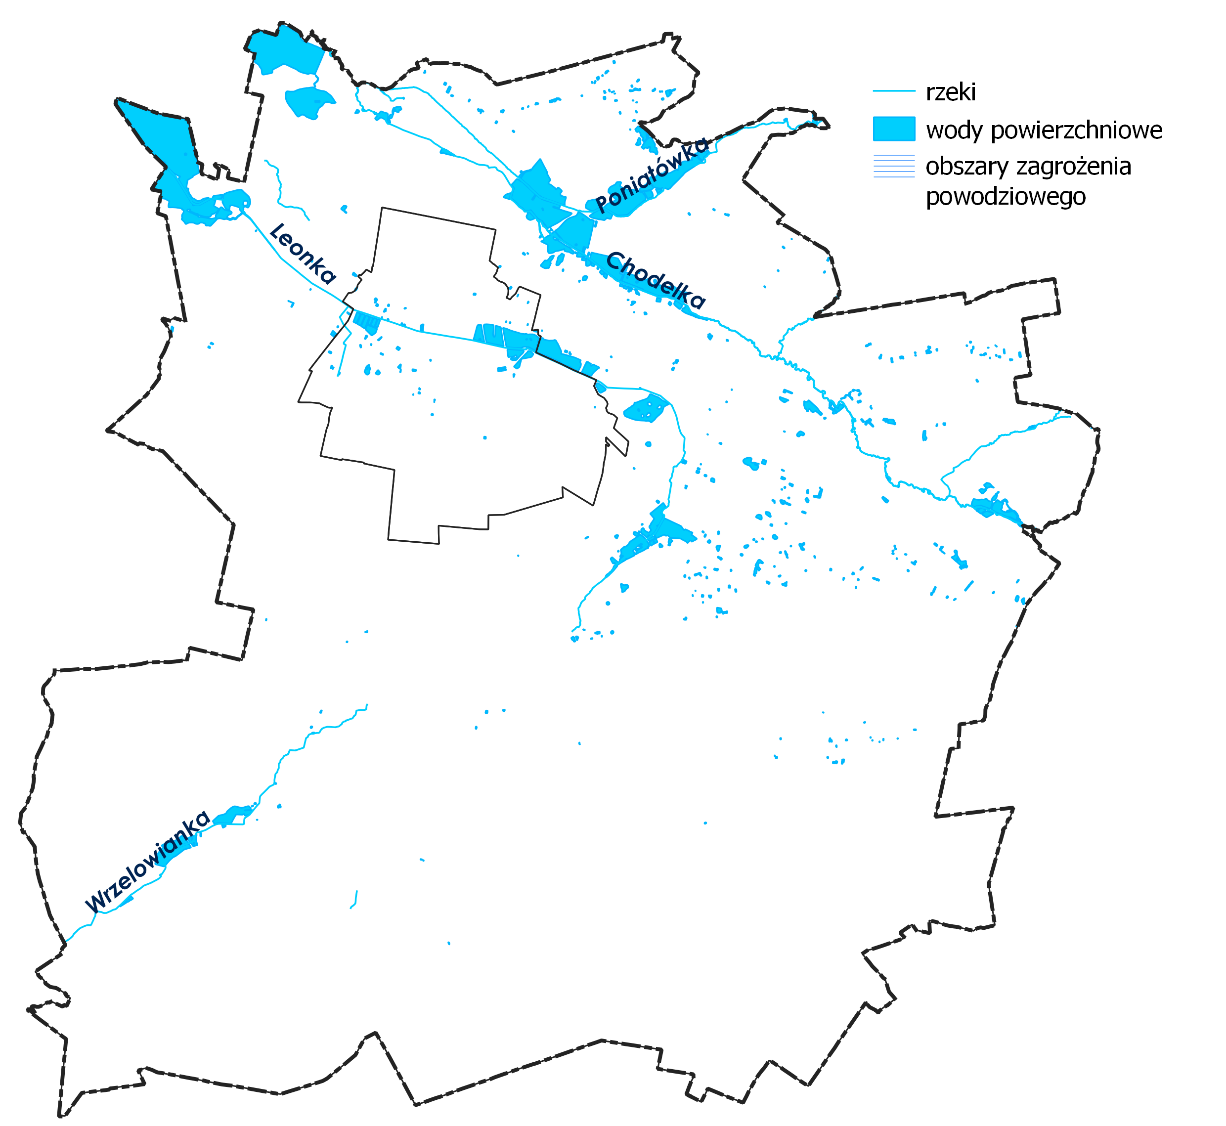 rzeki
wody powierzchniowe
obszary zagrożenia
powodziowego
Poniatówka
Leonka
Chodelka
Wrzelowianka